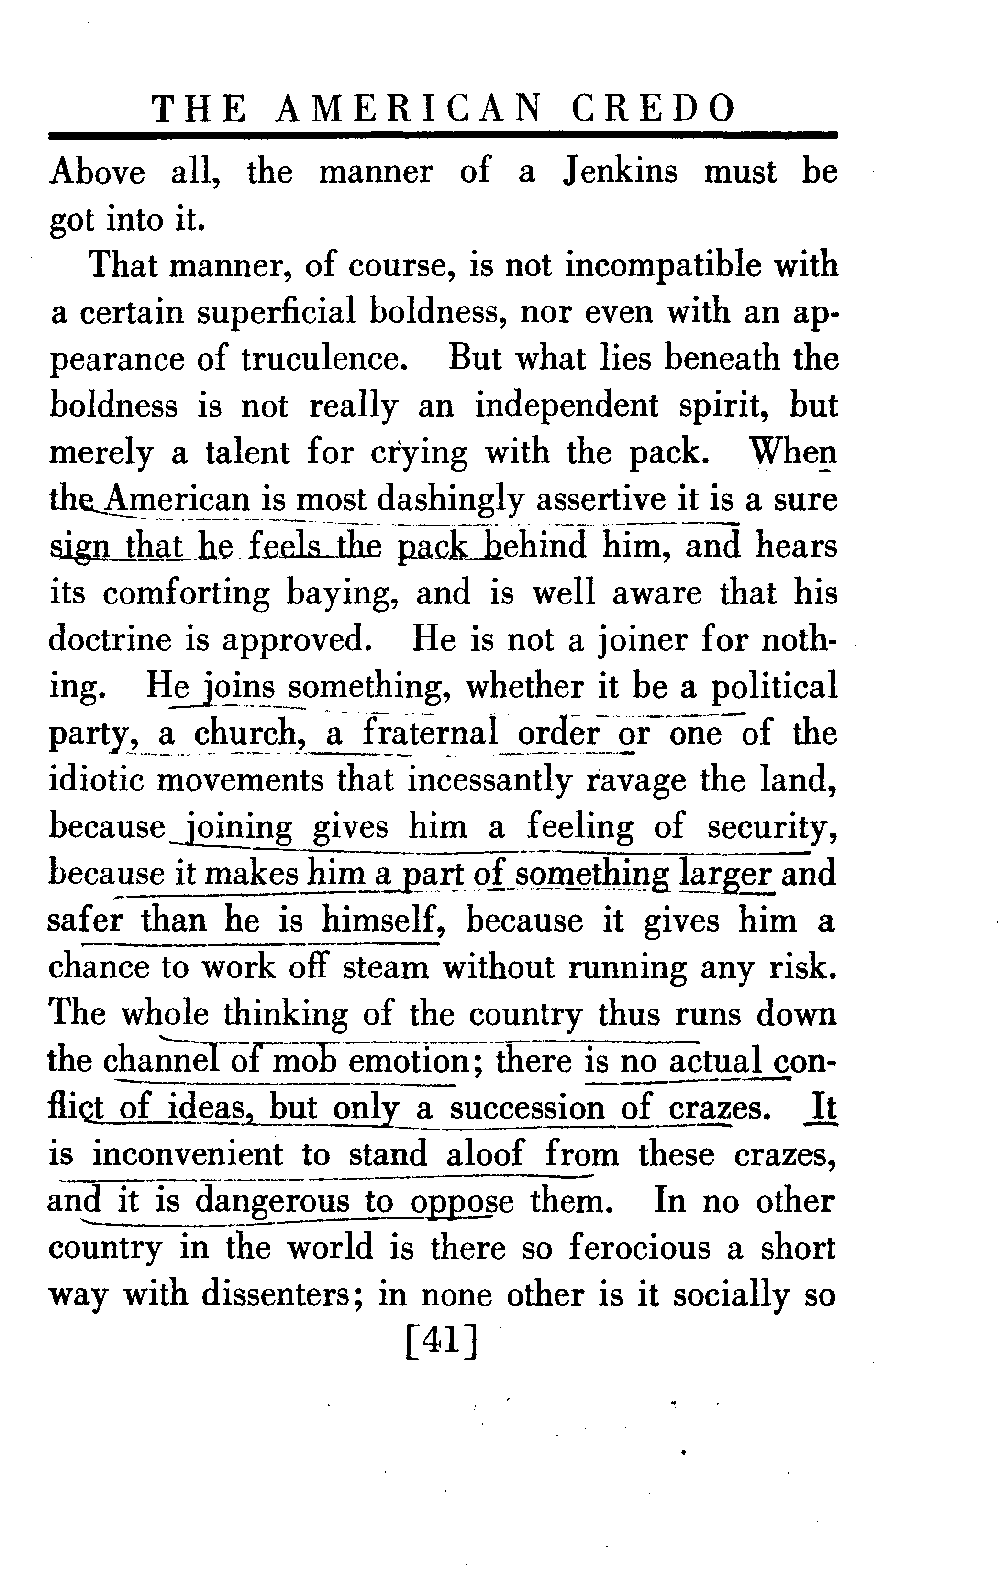 THE AMERICAN CREDO
Above all, the manner of a Jenkins must be
got into it.
That manner, of course, is not incompatible with
a certain superficial boldness, nor even with an ap-
pearance of truculence. But what lies beneath the
boldness is not really an independent spirit, but
merely a talent for crying with the pack. When
the American is most dashingly assertive it is a sure
sign that he feels the pack behind him, and hears
its comforting baying, and is well aware that his
doctrine is approved. He is not a joiner for noth-
ing. He joins something, whether it be a political
party, a church, a fraternal order or one of the
idiotic movements that incessantly ravage the land,
because joining gives him a feeling of security,
because it makes him a part of something larger and
safer than he is himself, because it gives him a
chance to work off steam without running any risk.
The whole thinking of the country thus runs down
the channel of mob emotion; there is no actual con-
flict of ideas, but only a succession of crazes. It
is inconvenient to stand aloof from these crazes,
and it is dangerous to oppose them. In no other
country in the world is there so ferocious a short
way with dissenters; in none other is it socially so
[41]